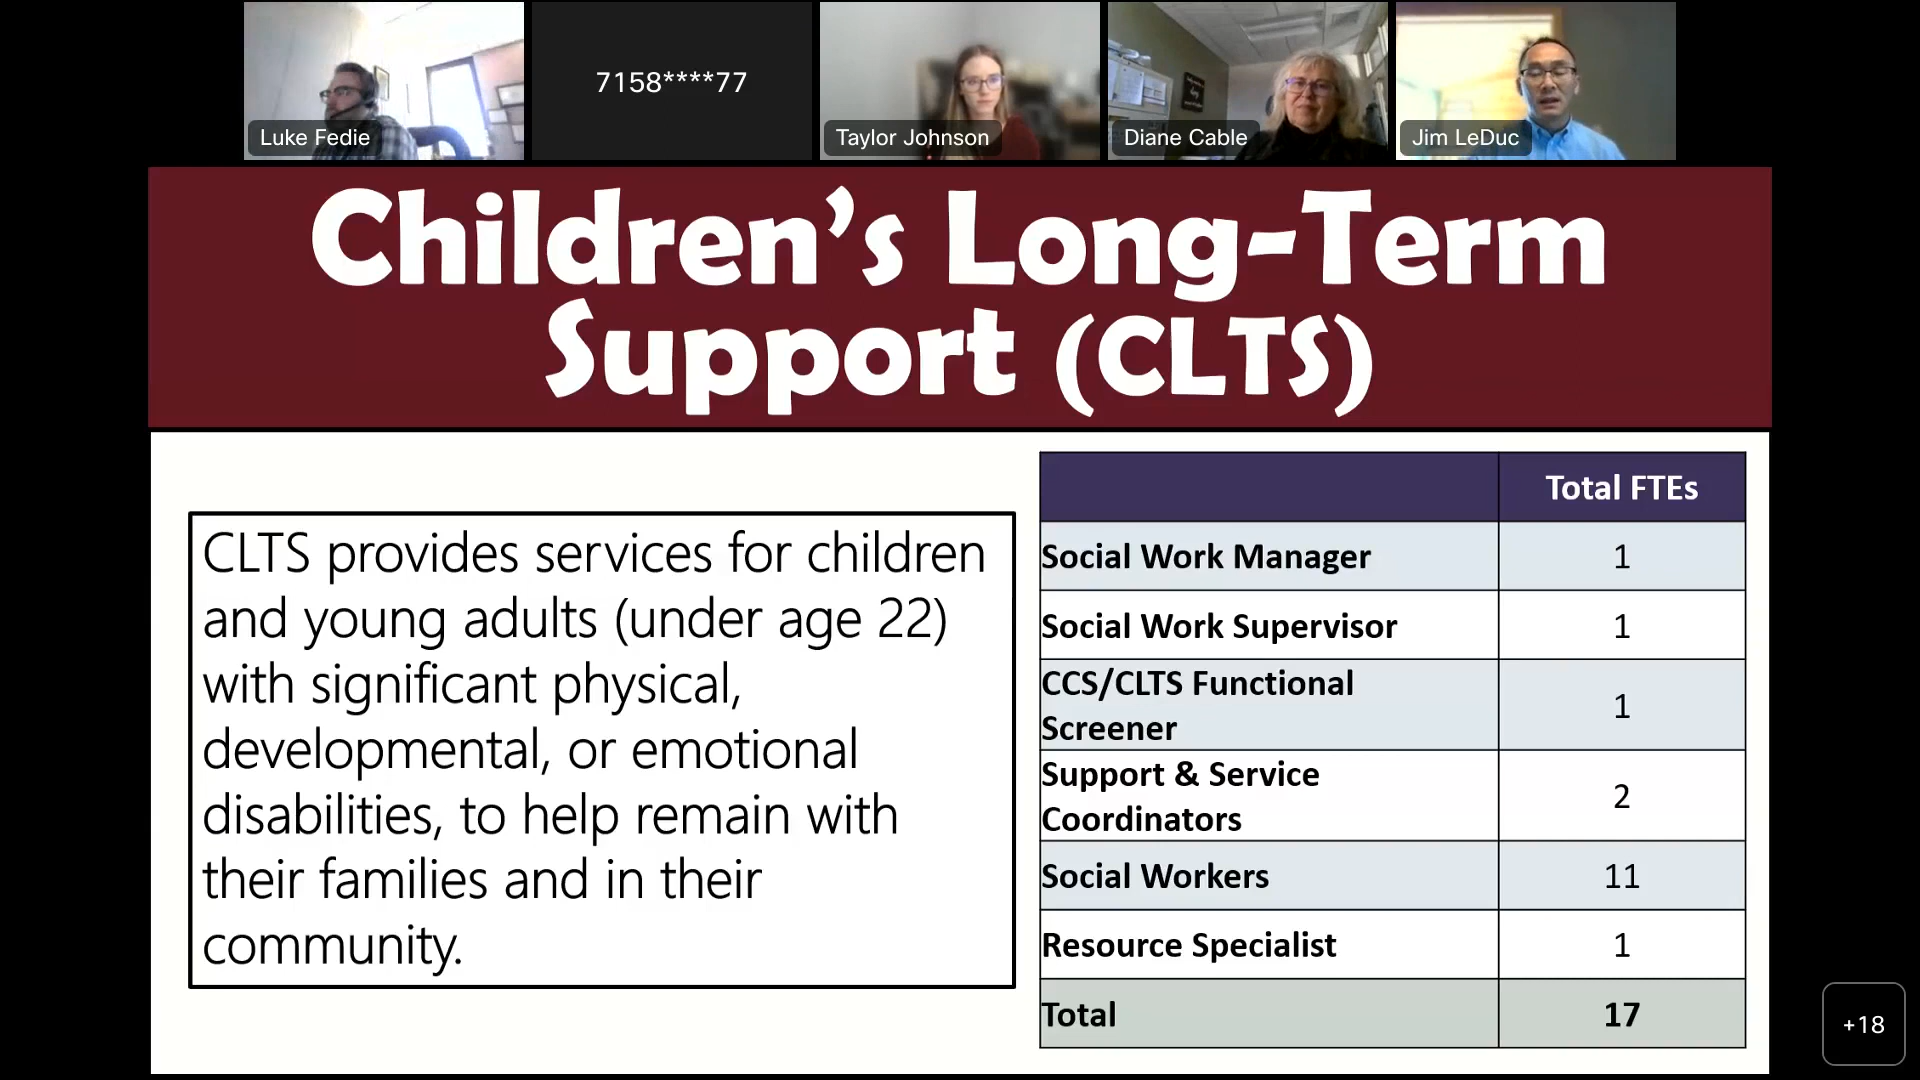 Luke Fedie
7158****77
Taylor Johnson
Diane Cable
Jim LeDuc
Children’s Long-Term
Support (CLTS)
CLTS provides services for children
and young adults (under age 22)
with significant physical,
developmental, or emotional
disabilities, to help remain with
their families and in their
community.
Total FTEs
Social Work Manager 1
Social Work Supervisor 1
CCS/CLTS Functional
Screener 1
Support & Service
Coordinators 2
Social Workers 11
Resource Specialist 1
Total 17
+18